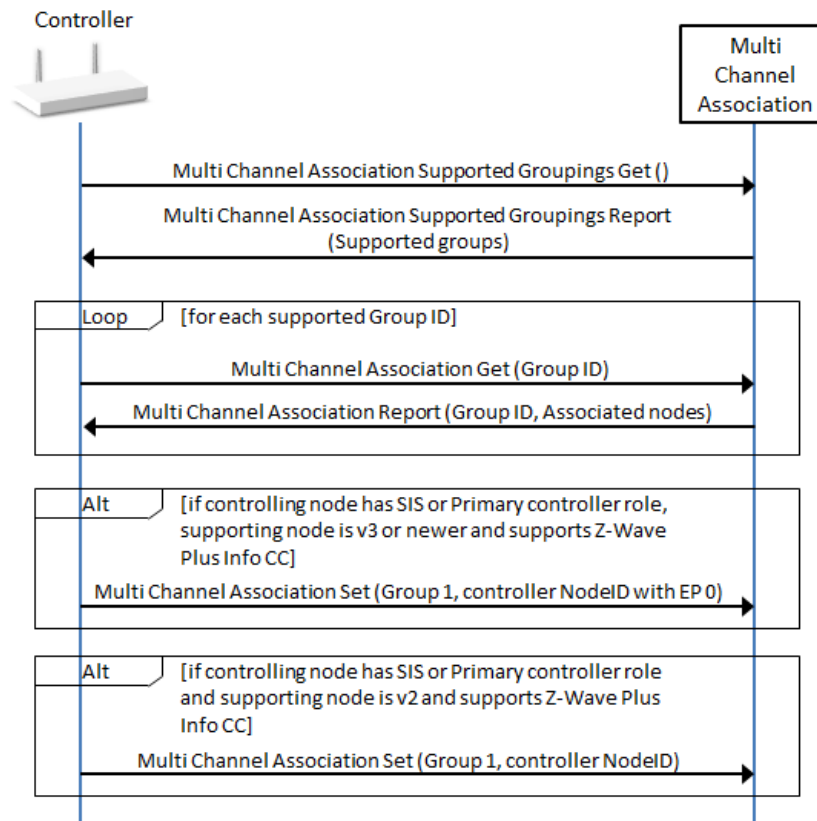 Controller
Multi
Channel
Association
Multi Channel Association Supported Groupings Get ()
Multi Channel Association Supported Groupings Report
(Supported groups)
Loop
[for each supported Group ID]
Multi Channel Association Get (Group ID)
Multi Channel Association Report (Group ID, Associated nodes)
Alt
[if controlling node has SIS or Primary controller role,
supporting node is v3 or newer and supports Z-Wave
Plus Info CC]
Multi Channel Association Set (Group 1, controller NodeID with EP 0)
Alt
[if controlling node has SIS or Primary controller role
and supporting node is v2 and supports Z-Wave Plus
Info CC]
Multi Channel Association Set (Group 1, controller NodeID)